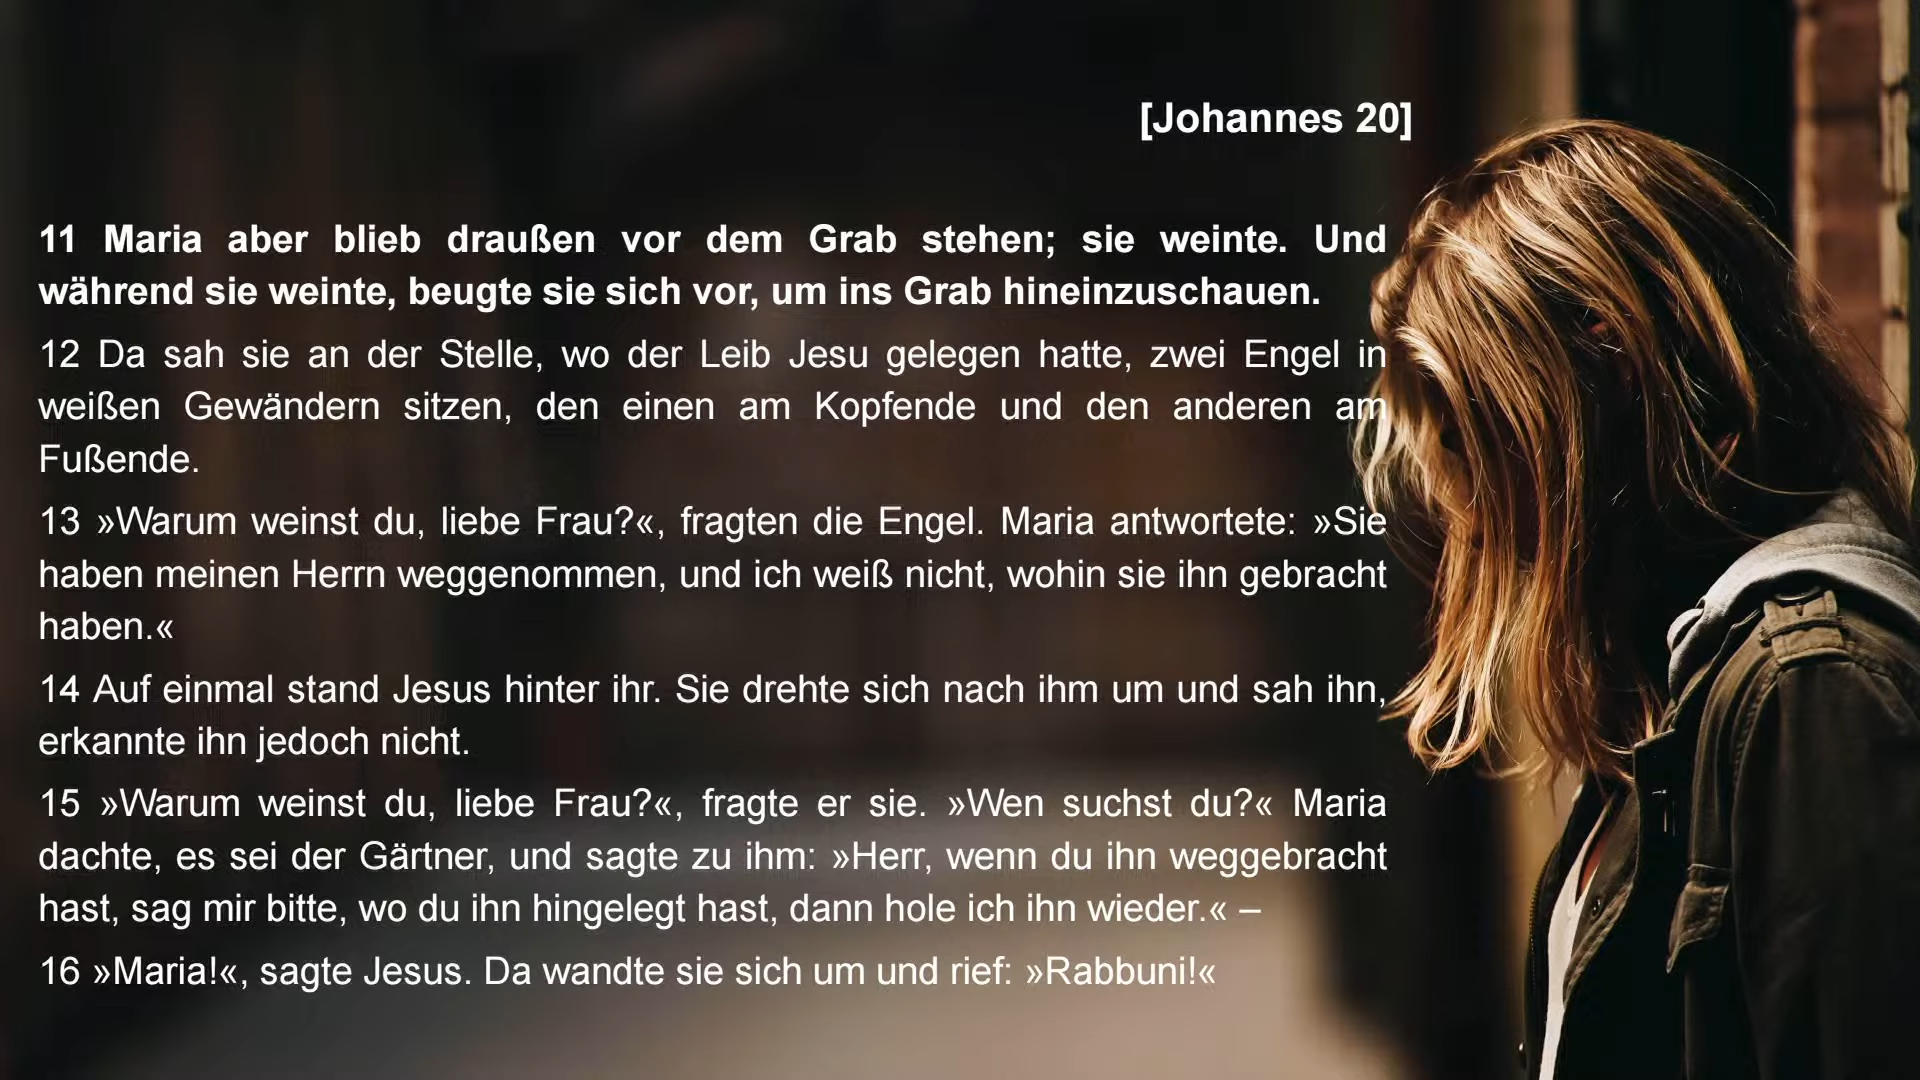 [Johannes 20]
11 Maria aber blieb draußen vor dem Grab stehen; sie weinte. Und
während sie weinte, beugte sie sich vor, um ins Grab hineinzuschauen.
12 Da sah sie an der Stelle, wo der Leib Jesu gelegen hatte, zwei Engel in
weißen Gewändern sitzen, den einen am Kopfende und den anderen am
Fußende.
13 »Warum weinst du, liebe Frau?«, fragten die Engel. Maria antwortete: »Sie
haben meinen Herrn weggenommen, und ich weiß nicht, wohin sie ihn gebracht
haben.«
14 Auf einmal stand Jesus hinter ihr. Sie drehte sich nach ihm um und sah ihn,
erkannte ihn jedoch nicht.
15 »Warum weinst du, liebe Frau?«, fragte er sie. »Wen suchst du?« Maria
dachte, es sei der Gärtner, und sagte zu ihm: »Herr, wenn du ihn weggebracht
hast, sag mir bitte, wo du ihn hingelegt hast, dann hole ich ihn wieder.« –
16 »Maria!«, sagte Jesus. Da wandte sie sich um und rief: »Rabbuni!«